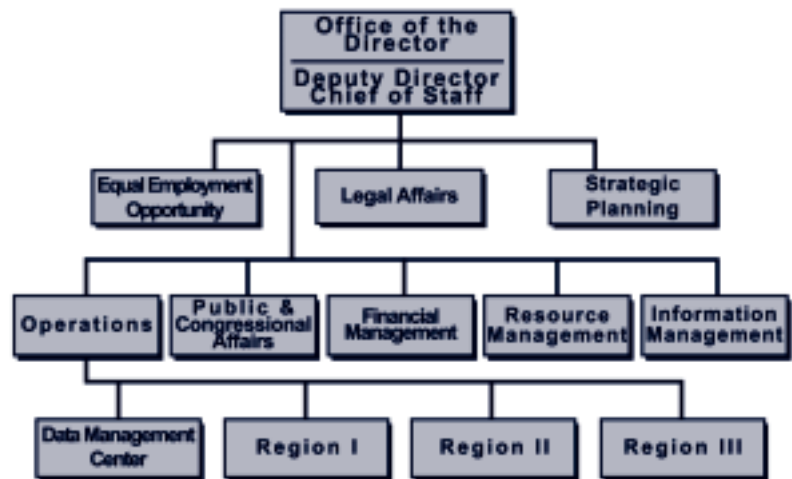 Office of the
Director
Deputy Director
Chief of Staff
Equal Employment
Opportunity
Legal Affairs
Strategic
Planning
Operations
Public &
Congressional
Affairs
Financial
Management
Resource
Management
Information
Management
Data Management
Center
Region I
Region II
Region III